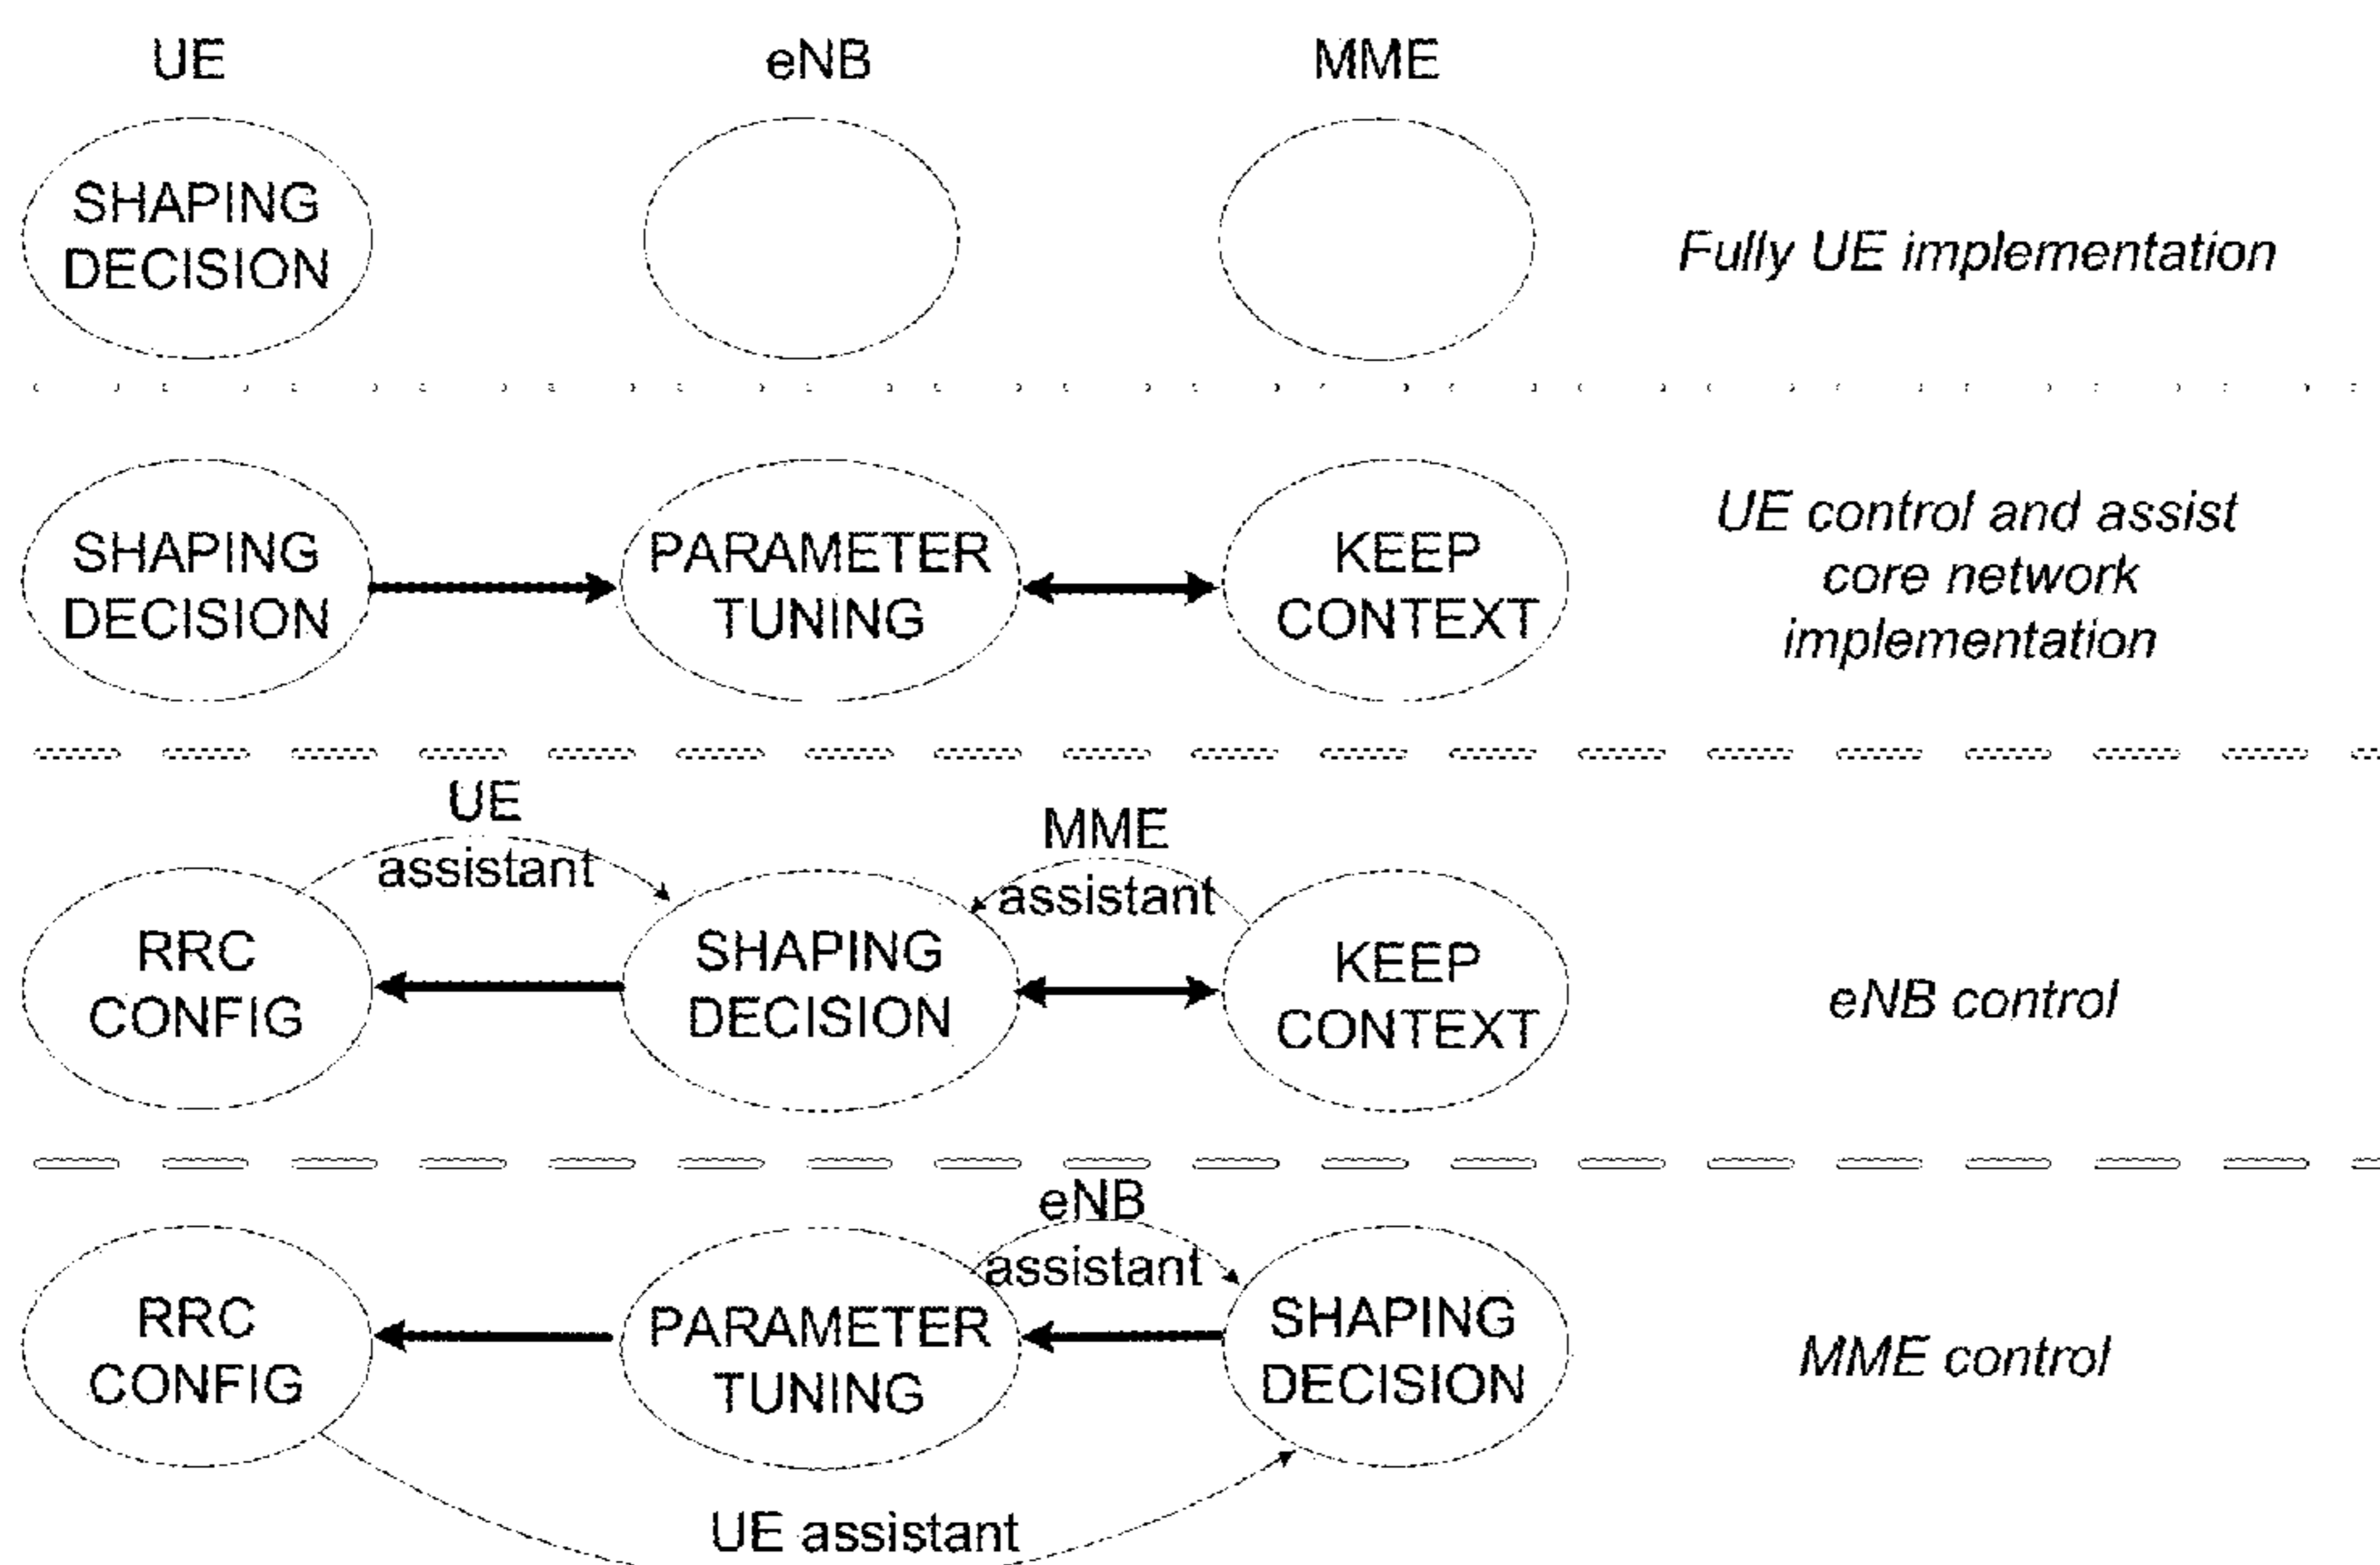 UE
eNB
MME
SHAPING
DECISION
Fully UE implementation
SHAPING
DECISION
PARAMETER
TUNING
KEEP
CONTEXT
UE control and assist
core network
implementation
UE
assistant
MME
assistant
RRC
CONFIG
SHAPING
DECISION
KEEP
CONTEXT
eNB control
eNB
assistant
RRC
CONFIG
PARAMETER
TUNING
SHAPING
DECISION
MME control
UE assistant